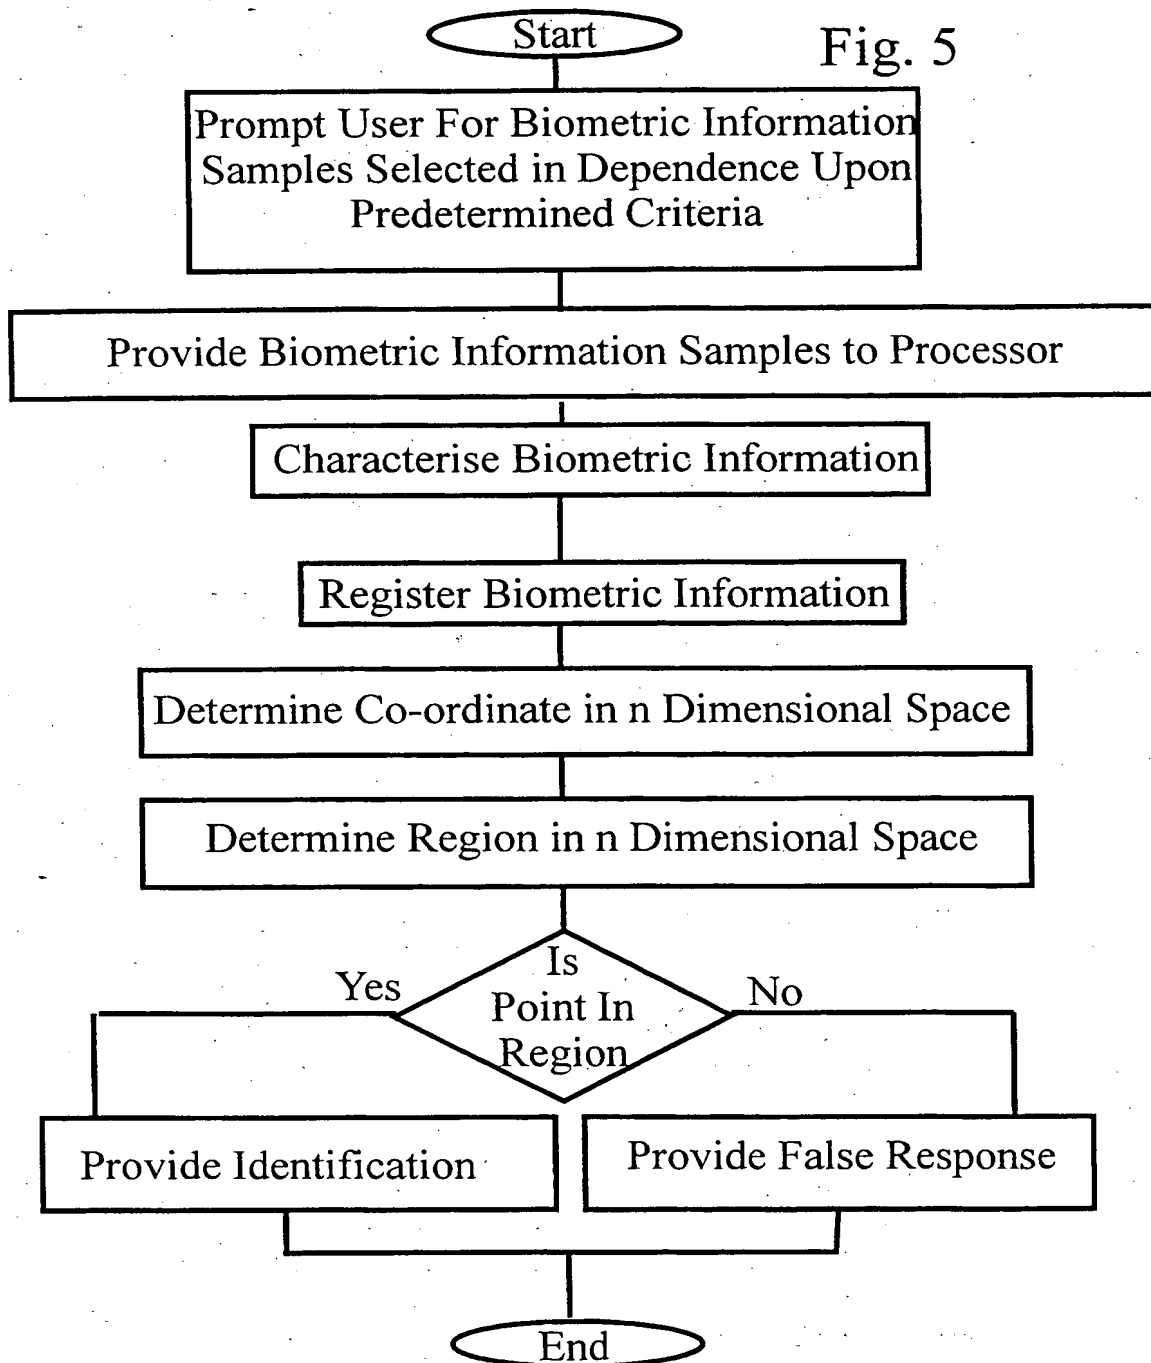 Start
Fig. 5
Prompt User For Biometric Information
Samples Selected in Dependence Upon
Predetermined Criteria
Provide Biometric Information Samples to Processor
Characterise Biometric Information
Register Biometric Information
Determine Co-ordinate in n Dimensional Space
Determine Region in n Dimensional Space
Is
Point In
Region
Yes
No
Provide Identification
Provide False Response
End